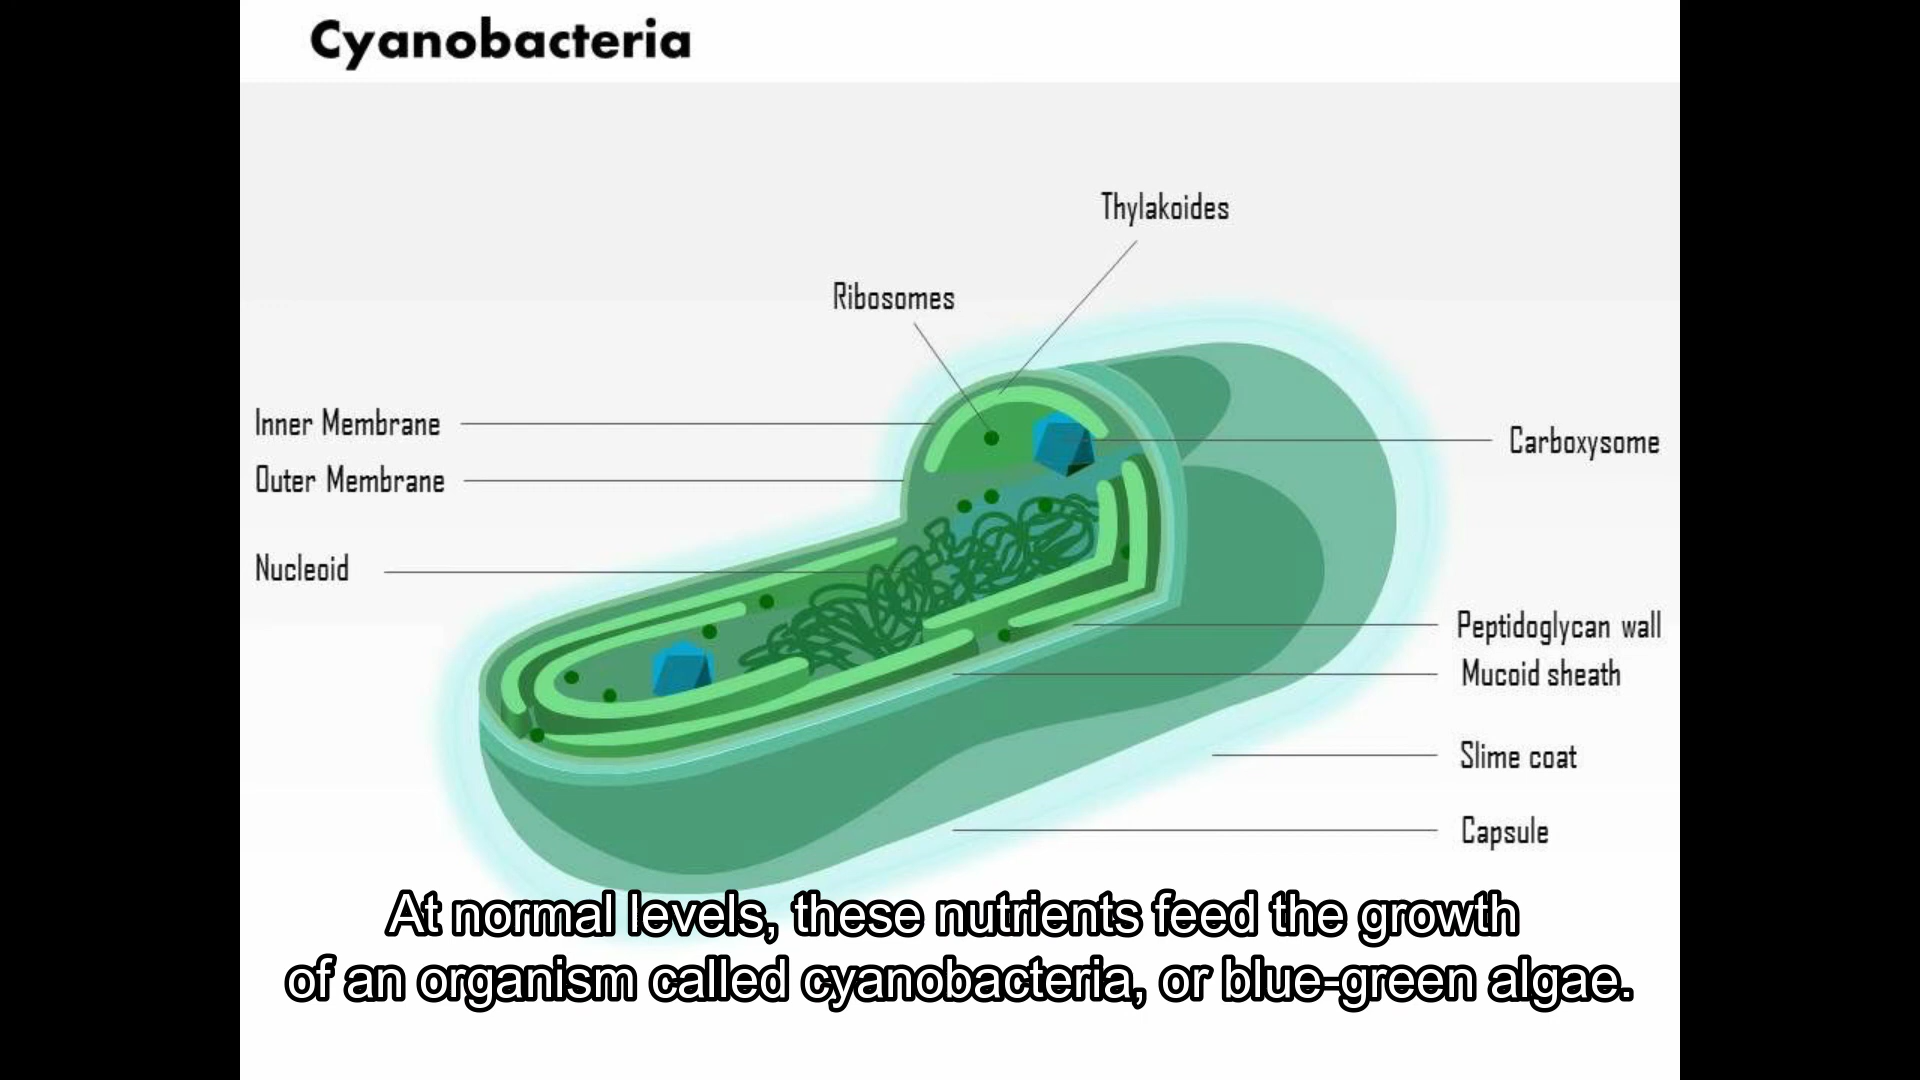 Cyanobacteria
Thylakoides
Ribosomes
Inner Membrane
Outer Membrane
Nucleoid
Carboxysome
Peptidoglycan wall
Mucoid sheath
Slime coat
Capsule
At normal levels, these nutrients feed the growth
of an organism called cyanobacteria, or blue-green algae.